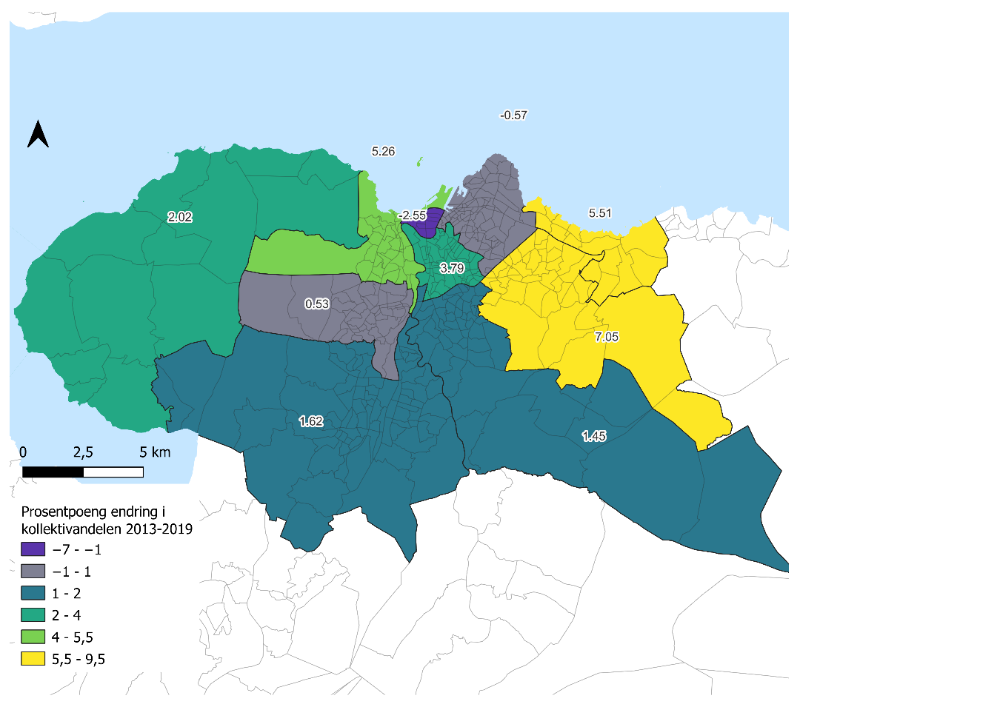 -0.57
5.26
5.51
2.02
-2.55
3.79
0.53
7.05
1.62
1.45
0 2,5 5 km
Prosentpoeng endring i
kollektivandelen 2013-2019
−7 - −1
−1 - 1
1 - 2
2 - 4
4 - 5,5
5,5 - 9,5